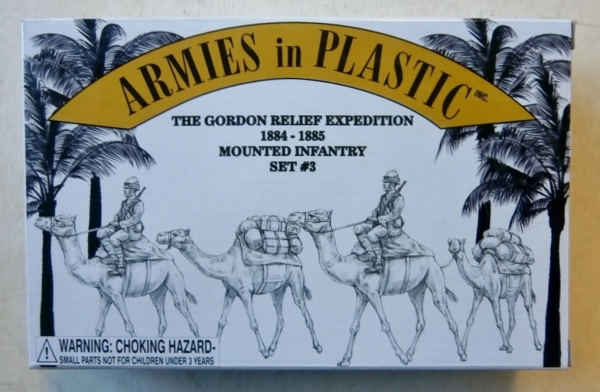 ARMIES in PLASTIC INC.
THE GORDON RELIEF EXPEDITION
1884 - 1885
MOUNTED INFANTRY
SET #3
WARNING: CHOKING HAZARD-
SMALL PARTS NOT FOR CHILDREN UNDER 3 YEARS